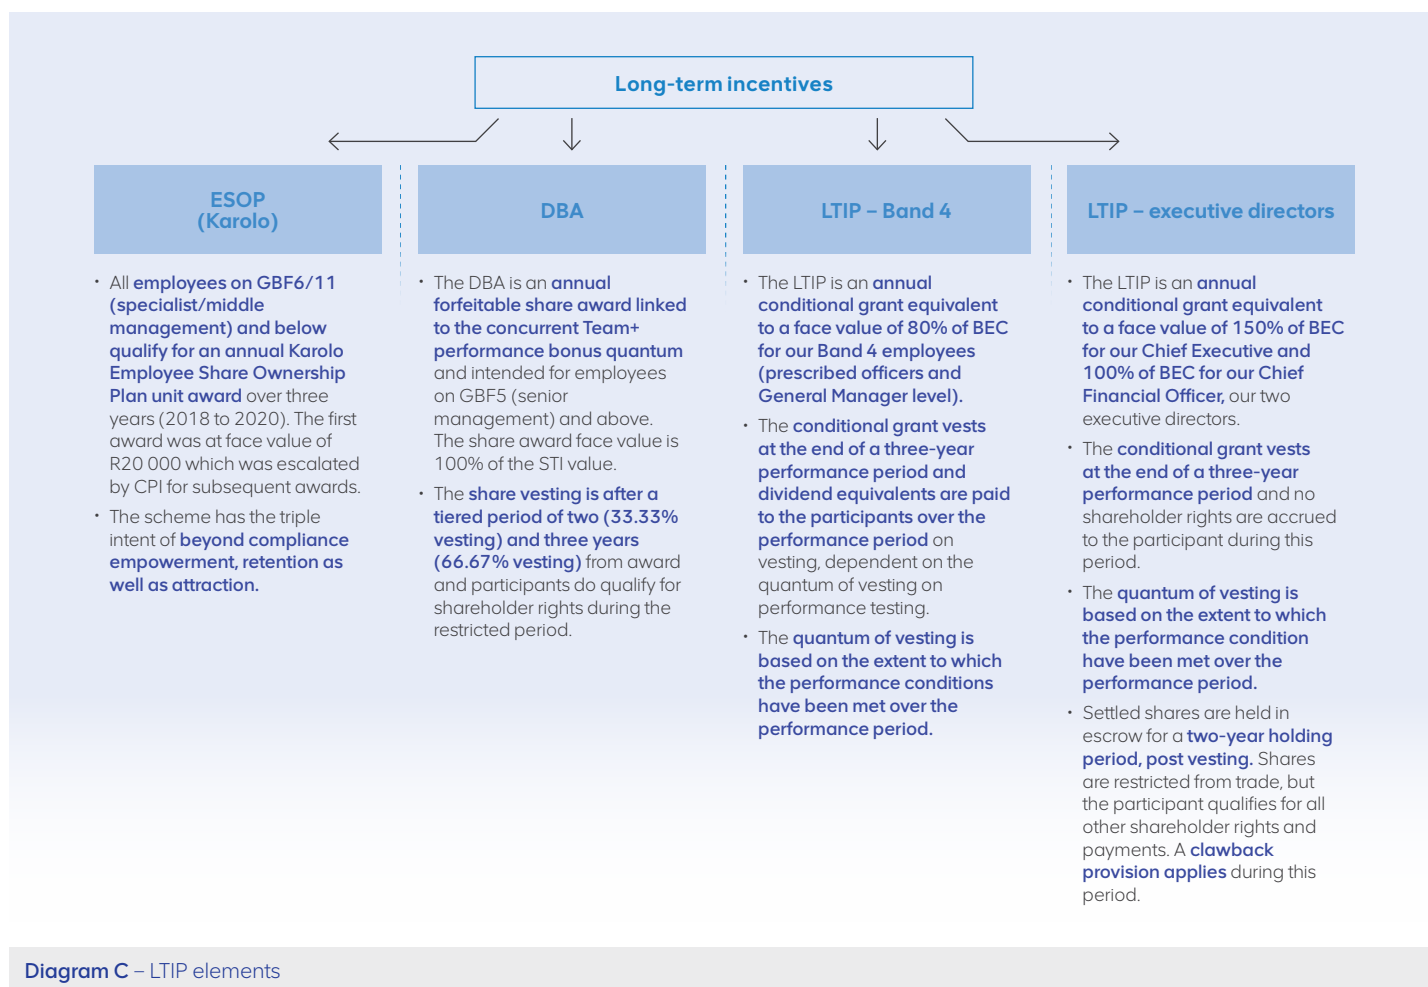 Long-term incentives
ESOP
(Karolo)
• All employees on GBF6/11
(specialist/middle
management) and below
qualify for an annual Karolo
Employee Share Ownership
Plan unit award over three
years (2018 to 2020). The first
award was at face value of
R20 000 which was escalated
by CPI for subsequent awards.
• The scheme has the triple
intent of beyond compliance
empowerment, retention as
well as attraction.
DBA
• The DBA is an annual
forfeitable share award linked
to the concurrent Team+
performance bonus quantum
and intended for employees
on GBF5 (senior
management) and above.
The share award face value is
100% of the STI value.
• The share vesting is after a
tiered period of two (33.33%
vesting) and three years
(66.67% vesting) from award
and participants do qualify for
shareholder rights during the
restricted period.
LTIP – Band 4
• The LTIP is an annual
conditional grant equivalent
to a face value of 80% of BEC
for our Band 4 employees
(prescribed officers and
General Manager level).
• The conditional grant vests
at the end of a three-year
performance period and
dividend equivalents are paid
to the participants over the
performance period on
vesting, dependent on the
quantum of vesting on
performance testing.
• The quantum of vesting is
based on the extent to which
the performance conditions
have been met over the
performance period.
LTIP – executive directors
• The LTIP is an annual
conditional grant equivalent
to a face value of 150% of BEC
for our Chief Executive and
100% of BEC for our Chief
Financial Officer, our two
executive directors.
• The conditional grant vests
at the end of a three-year
performance period and no
shareholder rights are accrued
to the participant during this
period.
• The quantum of vesting is
based on the extent to which
the performance condition
have been met over the
performance period.
• Settled shares are held in
escrow for a two-year holding
period, post vesting. Shares
are restricted from trade, but
the participant qualifies for all
other shareholder rights and
payments. A clawback
provision applies during this
period.
Diagram C – LTIP elements